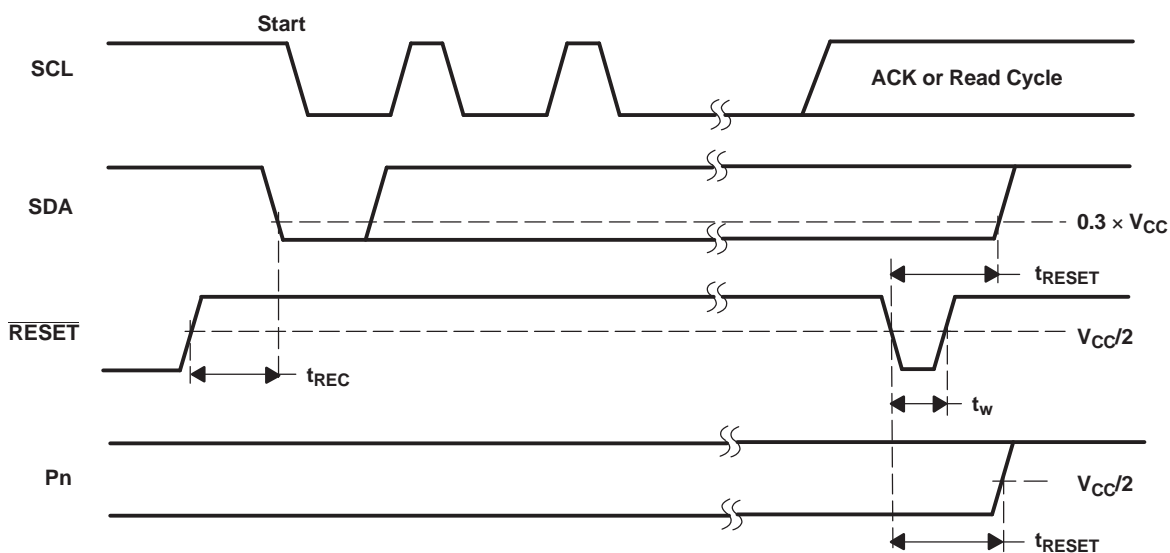 Start
SCL
ACK or Read Cycle
SDA
0.3 × VCC
tRESET
RESET
VCC/2
tREC
tw
Pn
VCC/2
tRESET